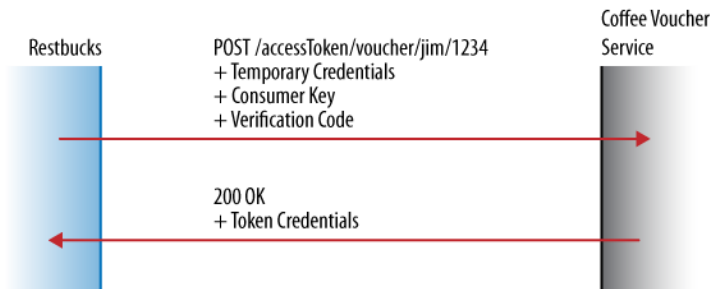 Coffee Voucher
Service
Restbucks
POST /accessToken/voucher/jim/1234
+ Temporary Credentials
+ Consumer Key
+ Verification Code
200 OK
+ Token Credentials